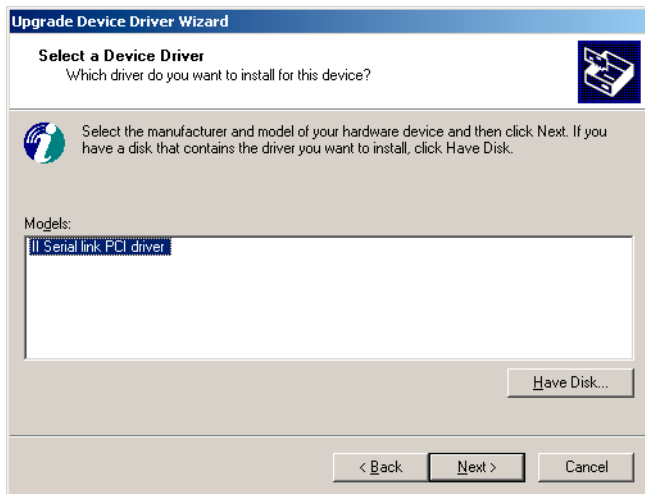 Upgrade Device Driver Wizard
Select a Device Driver
Which driver do you want to install for this device?
Select the manufacturer and model of your hardware device and then click Next. If you
have a disk that contains the driver you want to install, click Have Disk.
Models:
II Serial link PCI driver
Have Disk...
< Back
Next >
Cancel